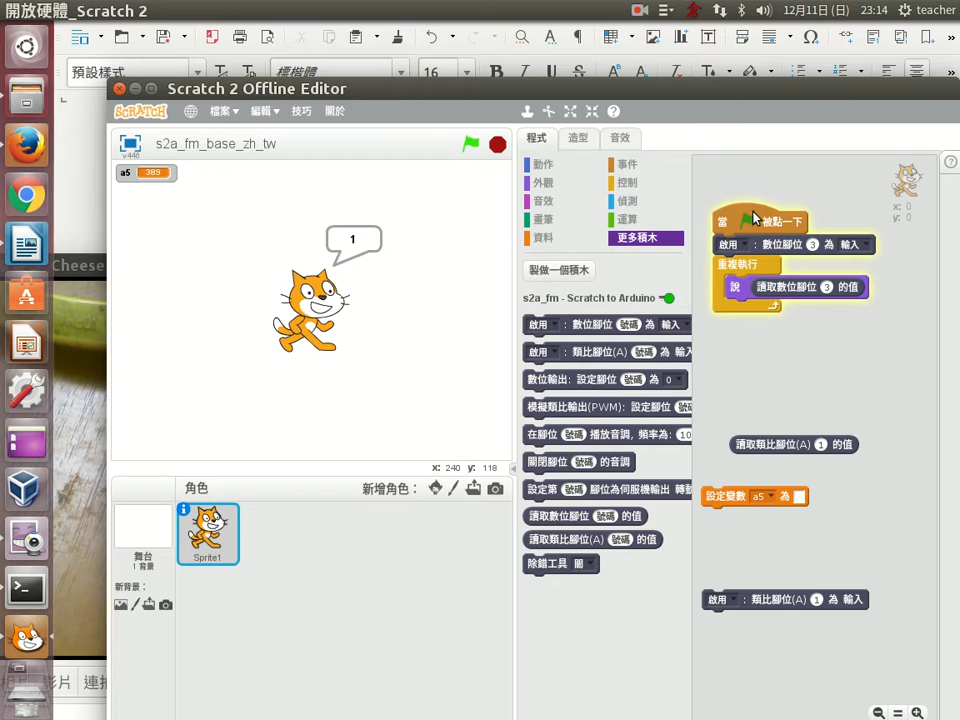 開放硬體_Scratch 2
12月11日 (日)
23:14
teacher
預設樣式
標楷體
16
Scratch 2 Offline Editor
SCRATCH
檔案
編輯
技巧
關於
s2a_fm_base_zh_tw
v446
a5 389
1
x: 240 y: 118
角色
新增角色：
舞台
1 背景
新背景：
Sprite1
程式
造型
音效
動作
事件
外觀
控制
音效
偵測
畫筆
運算
資料
更多積木
製做一個積木
s2a_fm - Scratch to Arduino
啟用 : 數位腳位 號碼 為 輸入
啟用 : 類比腳位(A) 號碼 為 輸入
數位輸出: 設定腳位 號碼 為 0
模擬類比輸出(PWM): 設定腳位
在腳位 號碼 播放音調, 頻率為: 10
關閉腳位 號碼 的音調
設定第 號碼 腳位為伺服機輸出 轉動
讀取數位腳位 號碼 的值
讀取類比腳位(A) 號碼 的值
除錯工具 關
x: 0
y: 0
當 被點一下
啟用 : 數位腳位 3 為 輸入
重複執行
說 讀取數位腳位 3 的值
讀取類比腳位(A) 1 的值
設定變數 a5 為
啟用 : 類比腳位(A) 1 為 輸入
Cheese
影片
連拍